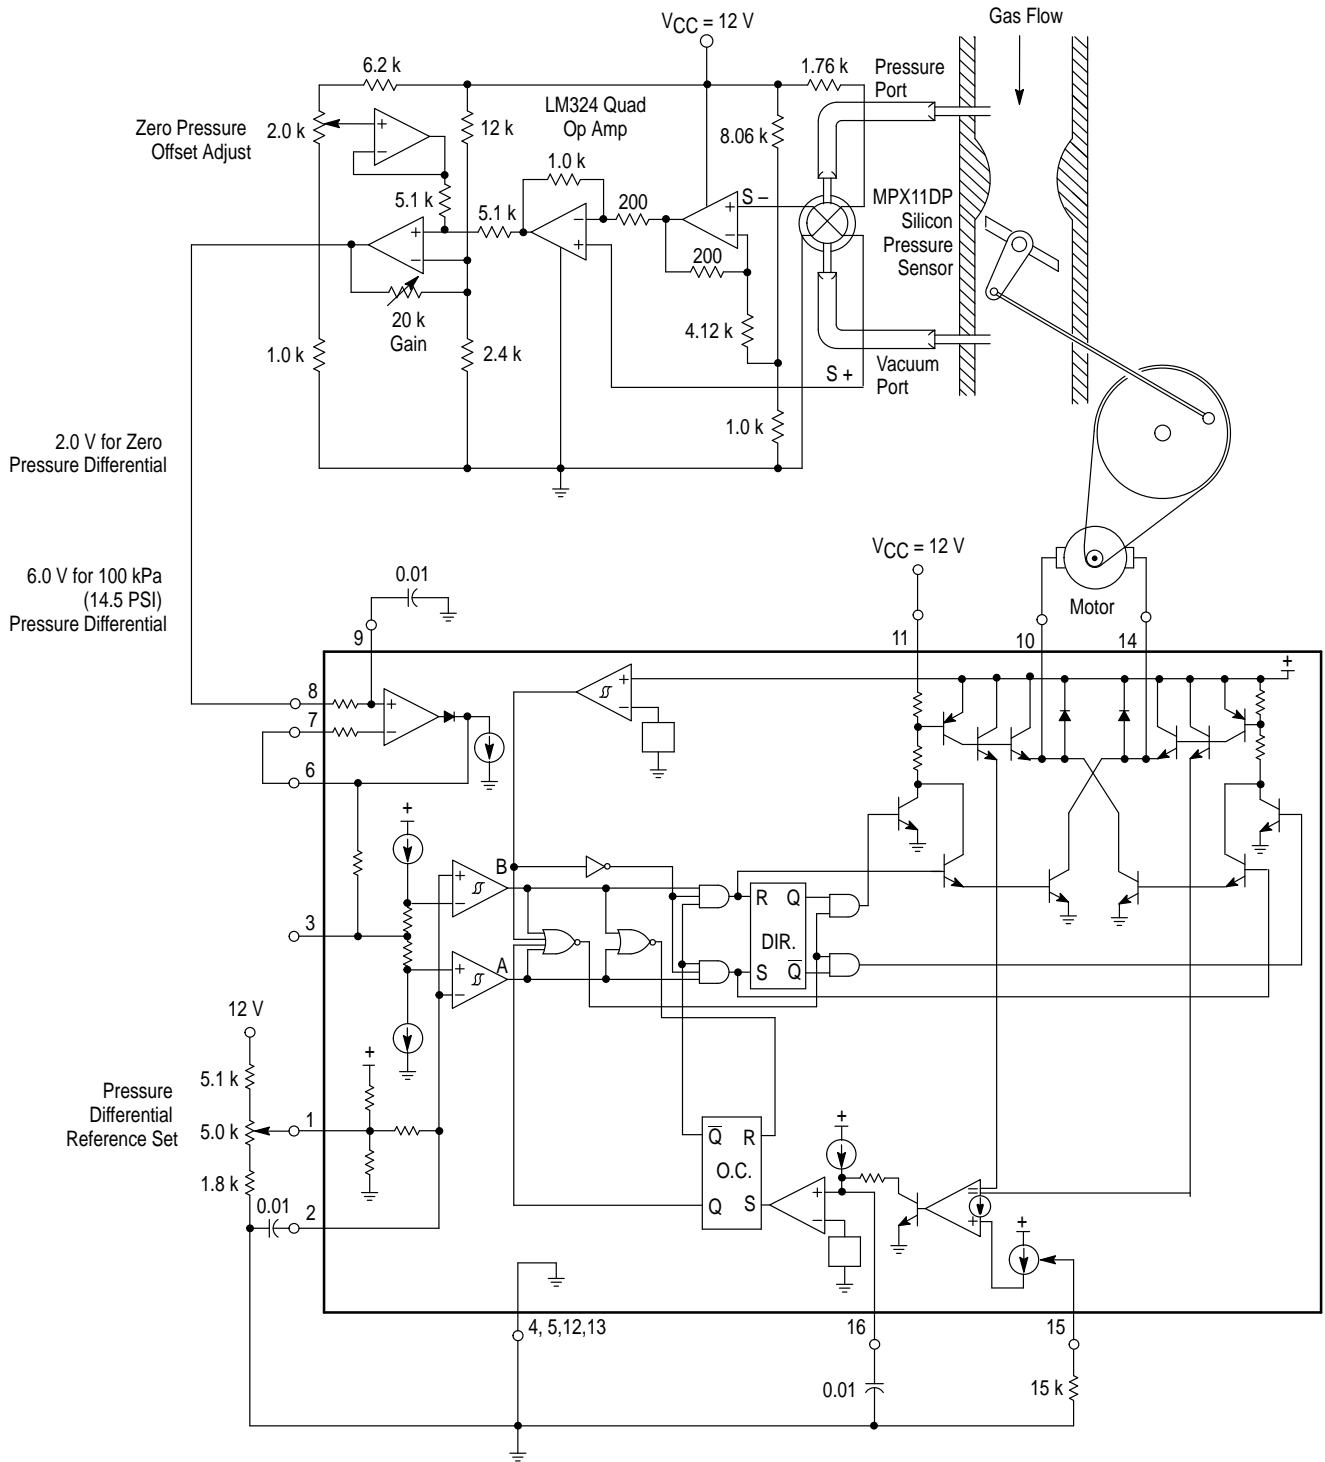 VCC = 12 V
Gas Flow
6.2 k
1.76 k
Pressure
Port
LM324 Quad
Op Amp
Zero Pressure
Offset Adjust
2.0 k
+
−
12 k
8.06 k
1.0 k
5.1 k
5.1 k
200
S −
+
−
MPX11DP
Silicon
Pressure
Sensor
+
−
−
+
200
20 k
Gain
4.12 k
1.0 k
2.4 k
S +
Vacuum
Port
1.0 k
2.0 V for Zero
Pressure Differential
VCC = 12 V
6.0 V for 100 kPa
(14.5 PSI)
Pressure Differential
0.01
Motor
9
11
10
14
+
8
+
+
7
−
−
6
+
B
+
−
R
Q
3
DIR.
A
+
−
S
Q
12 V
+
5.1 k
Pressure
Differential
Reference Set
5.0 k
1
+
Q
R
O.C.
1.8 k
Q
S
+
−
=
+
+
0.01
2
4, 5,12,13
16
15
0.01
15 k